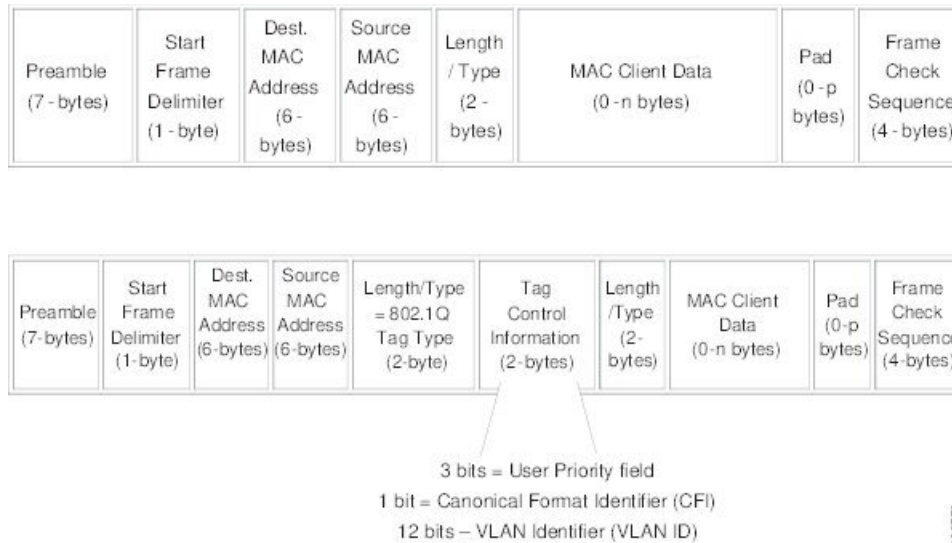 Preamble
(7 - bytes)
Start
Frame
Delimiter
(1 - byte)
Dest.
MAC
Address
(6 -
bytes)
Source
MAC
Address
(6 -
bytes)
Length
/ Type
(2 -
bytes)
MAC Client Data
(0 -n bytes)
Pad
(0 -p
bytes)
Frame
Check
Sequence
(4 - bytes)
Preamble
(7-bytes)
Start
Frame
Delimiter
(1-byte)
Dest.
MAC
Address
(6-bytes)
Source
MAC
Address
(6-bytes)
Length/Type
= 802.1Q
Tag Type
(2-byte)
Tag
Control
Information
(2-bytes)
Length
/Type
(2-
bytes)
MAC Client
Data
(0-n bytes)
Pad
(0-p
bytes)
Frame
Check
Sequence
(4-bytes)
3 bits = User Priority field
1 bit = Canonical Format Identifier (CFI)
12 bits – VLAN Identifier (VLAN ID)